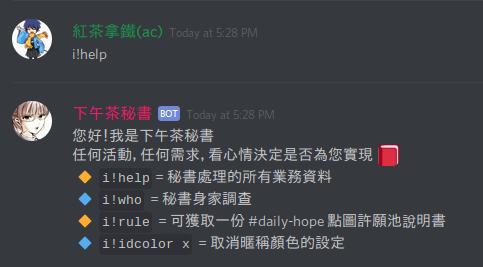 紅茶拿鐵(ac) Today at 5:28 PM
i!help
下午茶秘書 BOT Today at 5:28 PM
您好!我是下午茶秘書
任何活動, 任何需求, 看心情決定是否為您實現
i!help = 秘書處理的所有業務資料
i!who = 秘書身家調查
i!rule = 可獲取一份 #daily-hope 點圖許願池說明書
i!idcolor x = 取消暱稱顏色的設定